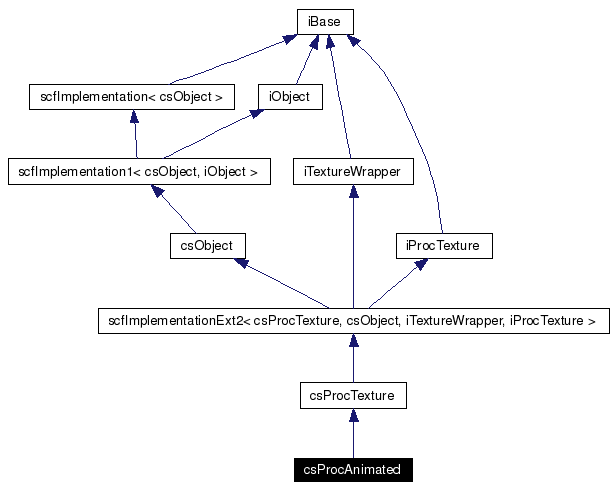 iBase
scfImplementation< csObject >
iObject
scfImplementation1< csObject, iObject >
iTextureWrapper
csObject
iProcTexture
scfImplementationExt2< csProcTexture, csObject, iTextureWrapper, iProcTexture >
csProcTexture
csProcAnimated